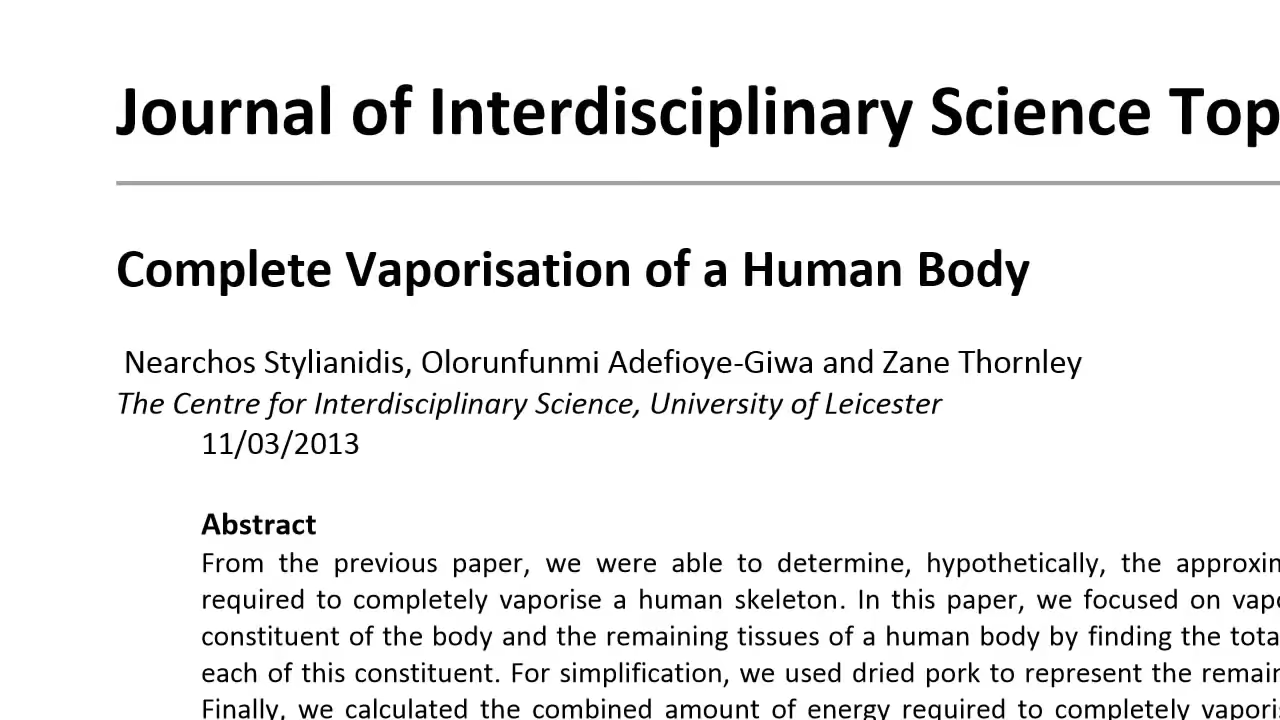 Journal of Interdisciplinary Science Top
Complete Vaporisation of a Human Body
Nearchos Stylianidis, Olorunfunmi Adefioye-Giwa and Zane Thornley
The Centre for Interdisciplinary Science, University of Leicester
11/03/2013
Abstract
From the previous paper, we were able to determine, hypothetically, the approxin
required to completely vaporise a human skeleton. In this paper, we focused on vapo
constituent of the body and the remaining tissues of a human body by finding the tota
each of this constituent. For simplification, we used dried pork to represent the remain
Finally, we calculated the combined amount of energy required to completely vapori